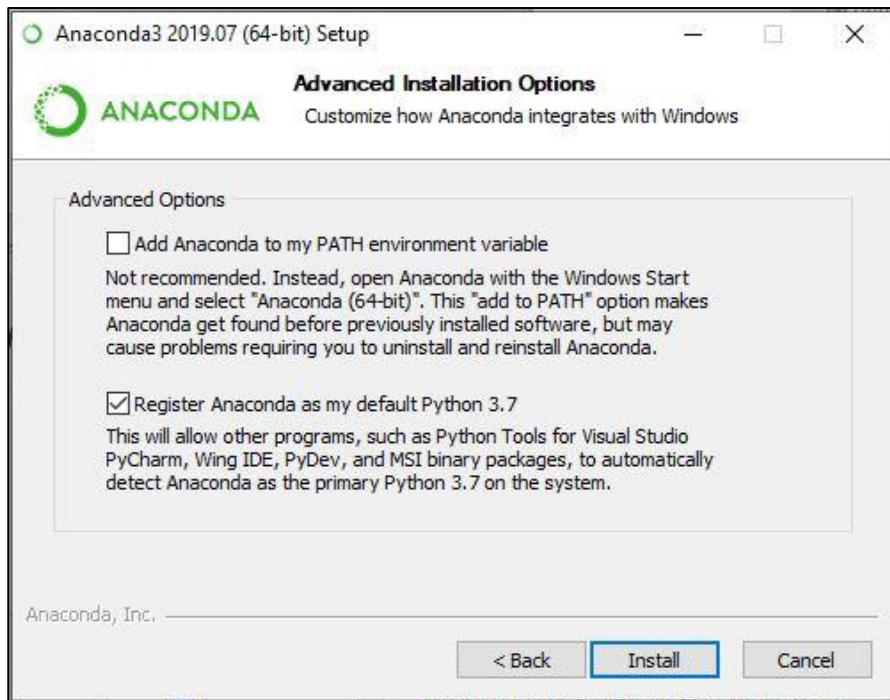 Anaconda3 2019.07 (64-bit) Setup
ANACONDA
Advanced Installation Options
Customize how Anaconda integrates with Windows
Advanced Options
Add Anaconda to my PATH environment variable
Not recommended. Instead, open Anaconda with the Windows Start
menu and select "Anaconda (64-bit)". This "add to PATH" option makes
Anaconda get found before previously installed software, but may
cause problems requiring you to uninstall and reinstall Anaconda.
Register Anaconda as my default Python 3.7
This will allow other programs, such as Python Tools for Visual Studio
PyCharm, Wing IDE, PyDev, and MSI binary packages, to automatically
detect Anaconda as the primary Python 3.7 on the system.
Anaconda, Inc.
< Back Install Cancel